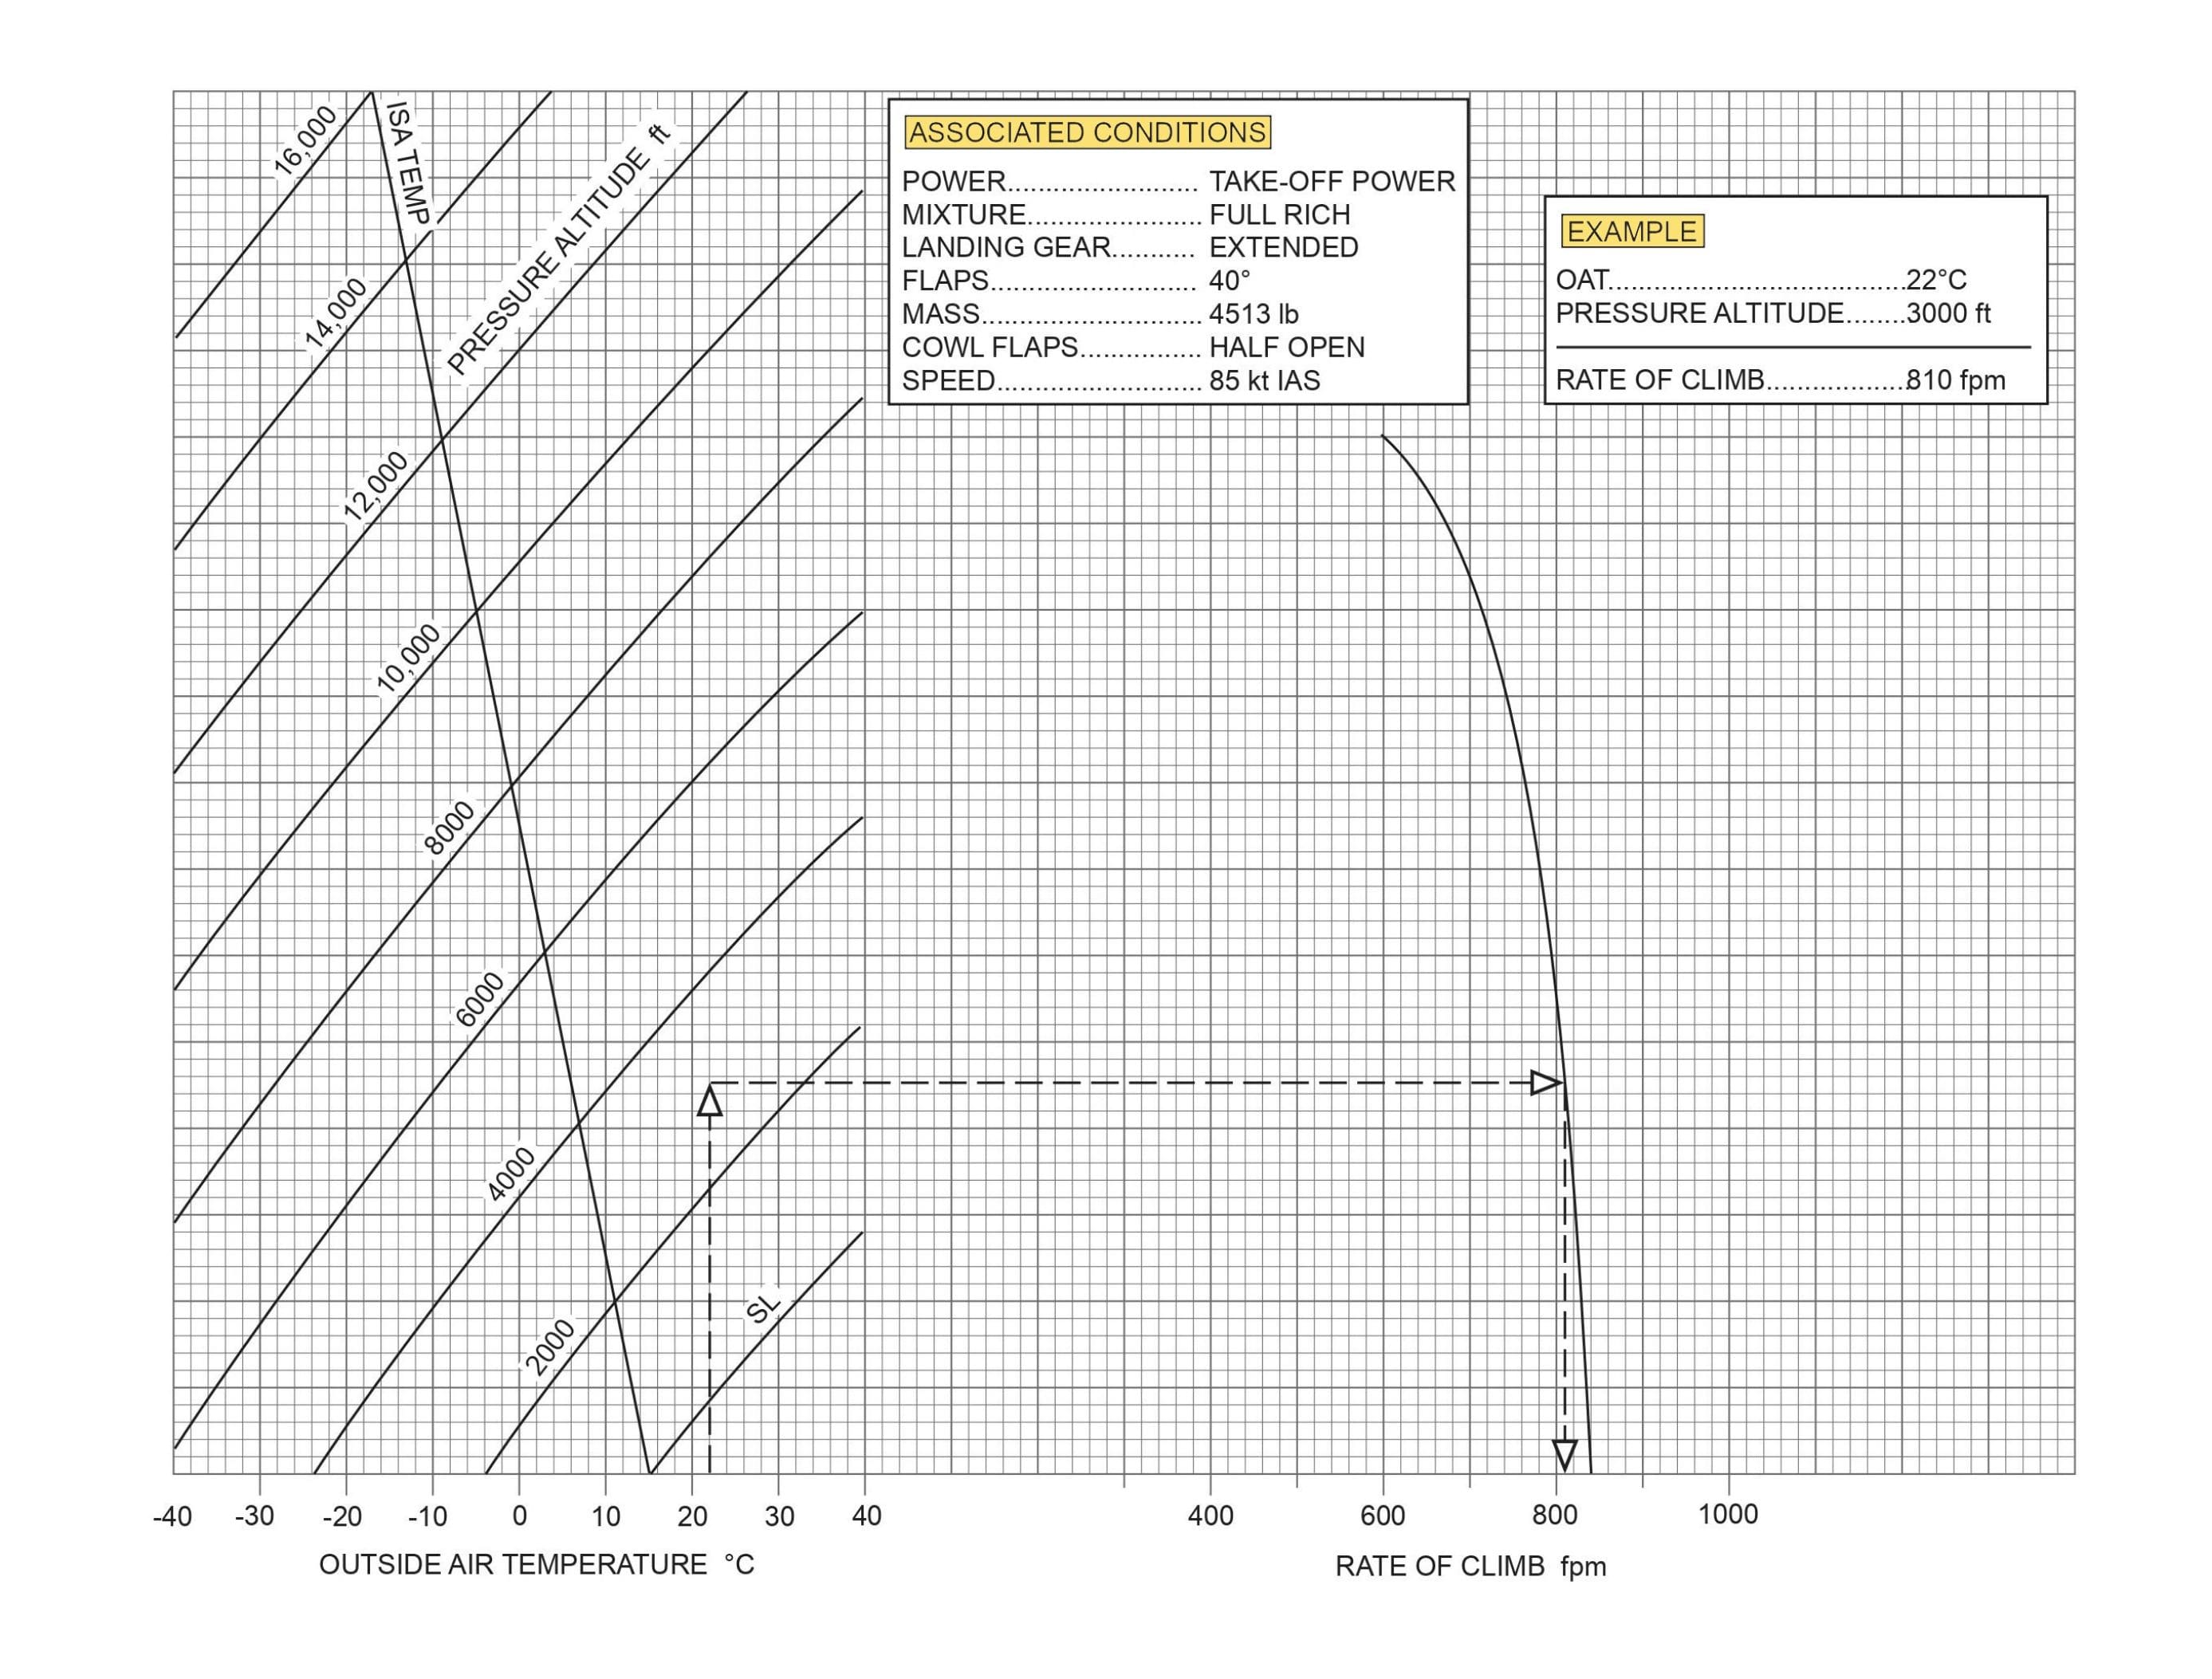 16,000
ISA TEMP
14,000
PRESSURE ALTITUDE ft
12,000
10,000
8000
6000
4000
2000
SL
ASSOCIATED CONDITIONS
POWER......................... TAKE-OFF POWER
MIXTURE....................... FULL RICH
LANDING GEAR........... EXTENDED
FLAPS........................... 40°
MASS............................. 4513 lb
COWL FLAPS................ HALF OPEN
SPEED........................... 85 kt IAS
EXAMPLE
OAT.......................................22°C
PRESSURE ALTITUDE........3000 ft
RATE OF CLIMB..................810 fpm
-40 -30 -20 -10 0 10 20 30 40 400 600 800 1000
OUTSIDE AIR TEMPERATURE °C
RATE OF CLIMB fpm